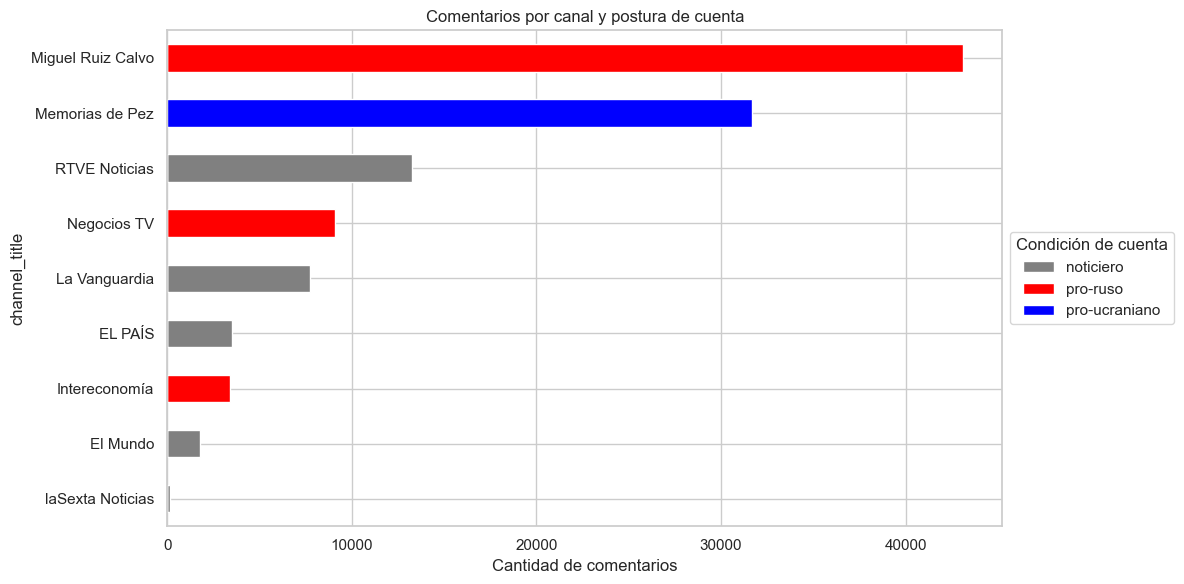 Comentarios por canal y postura de cuenta
channel_title
Miguel Ruiz Calvo
Memorias de Pez
RTVE Noticias
Negocios TV
La Vanguardia
EL PAÍS
Intereconomía
El Mundo
laSexta Noticias
0 10000 20000 30000 40000
Cantidad de comentarios
Condición de cuenta
noticiero
pro-ruso
pro-ucraniano